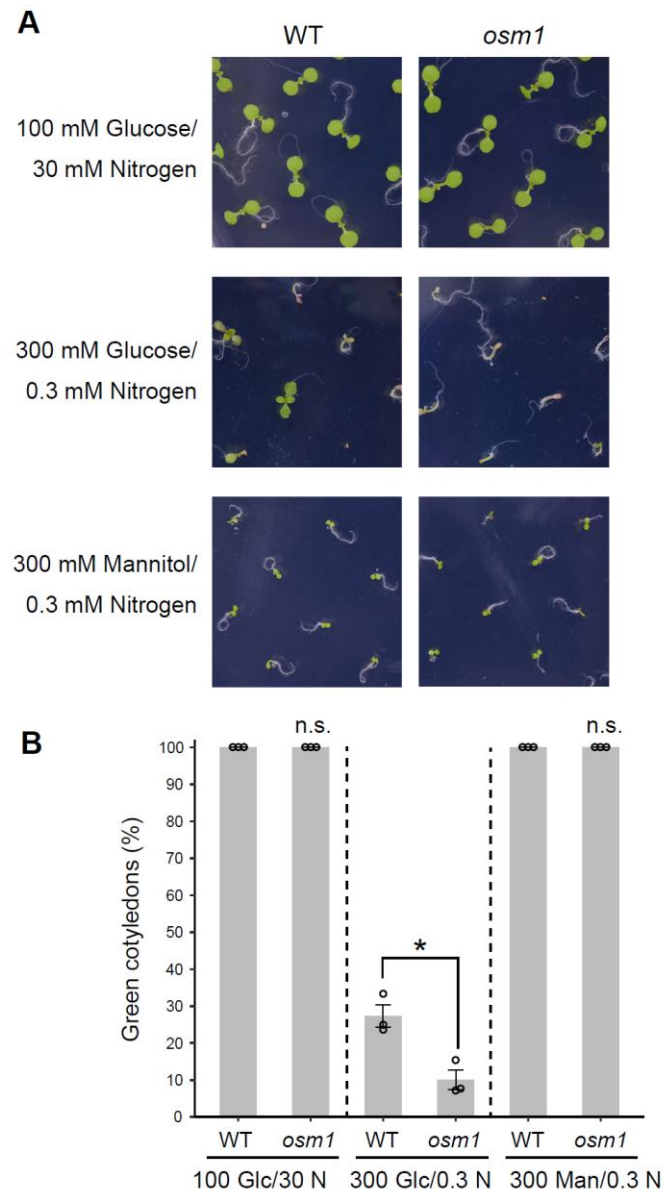 A
WT
osm1
100 mM Glucose/
30 mM Nitrogen
300 mM Glucose/
0.3 mM Nitrogen
300 mM Mannitol/
0.3 mM Nitrogen
B
n.s.
n.s.
100
90
80
70
60
50
40
30
20
10
0
Green cotyledons (%)
*
WT osm1 WT osm1 WT osm1
100 Glc/30 N 300 Glc/0.3 N 300 Man/0.3 N